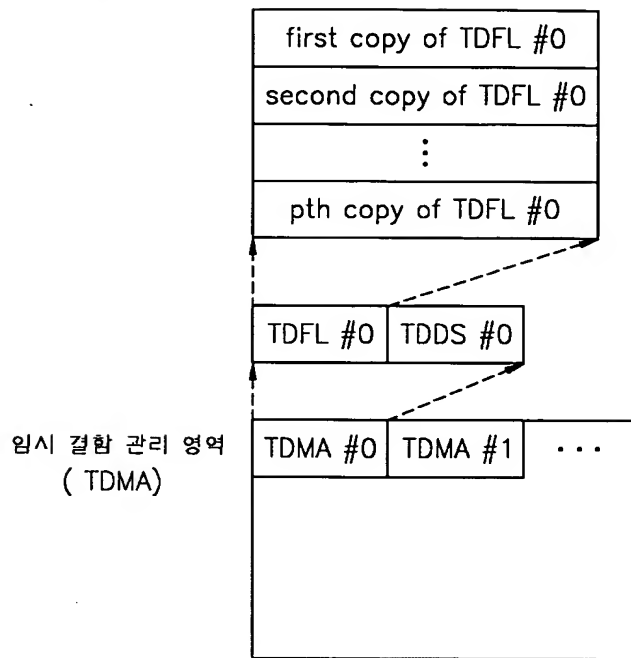 first copy of TDFL #0
second copy of TDFL #0
⋮
pth copy of TDFL #0
TDFL #0 TDDS #0
임시 결함 관리 영역
( TDMA)
TDMA #0 TDMA #1 ···